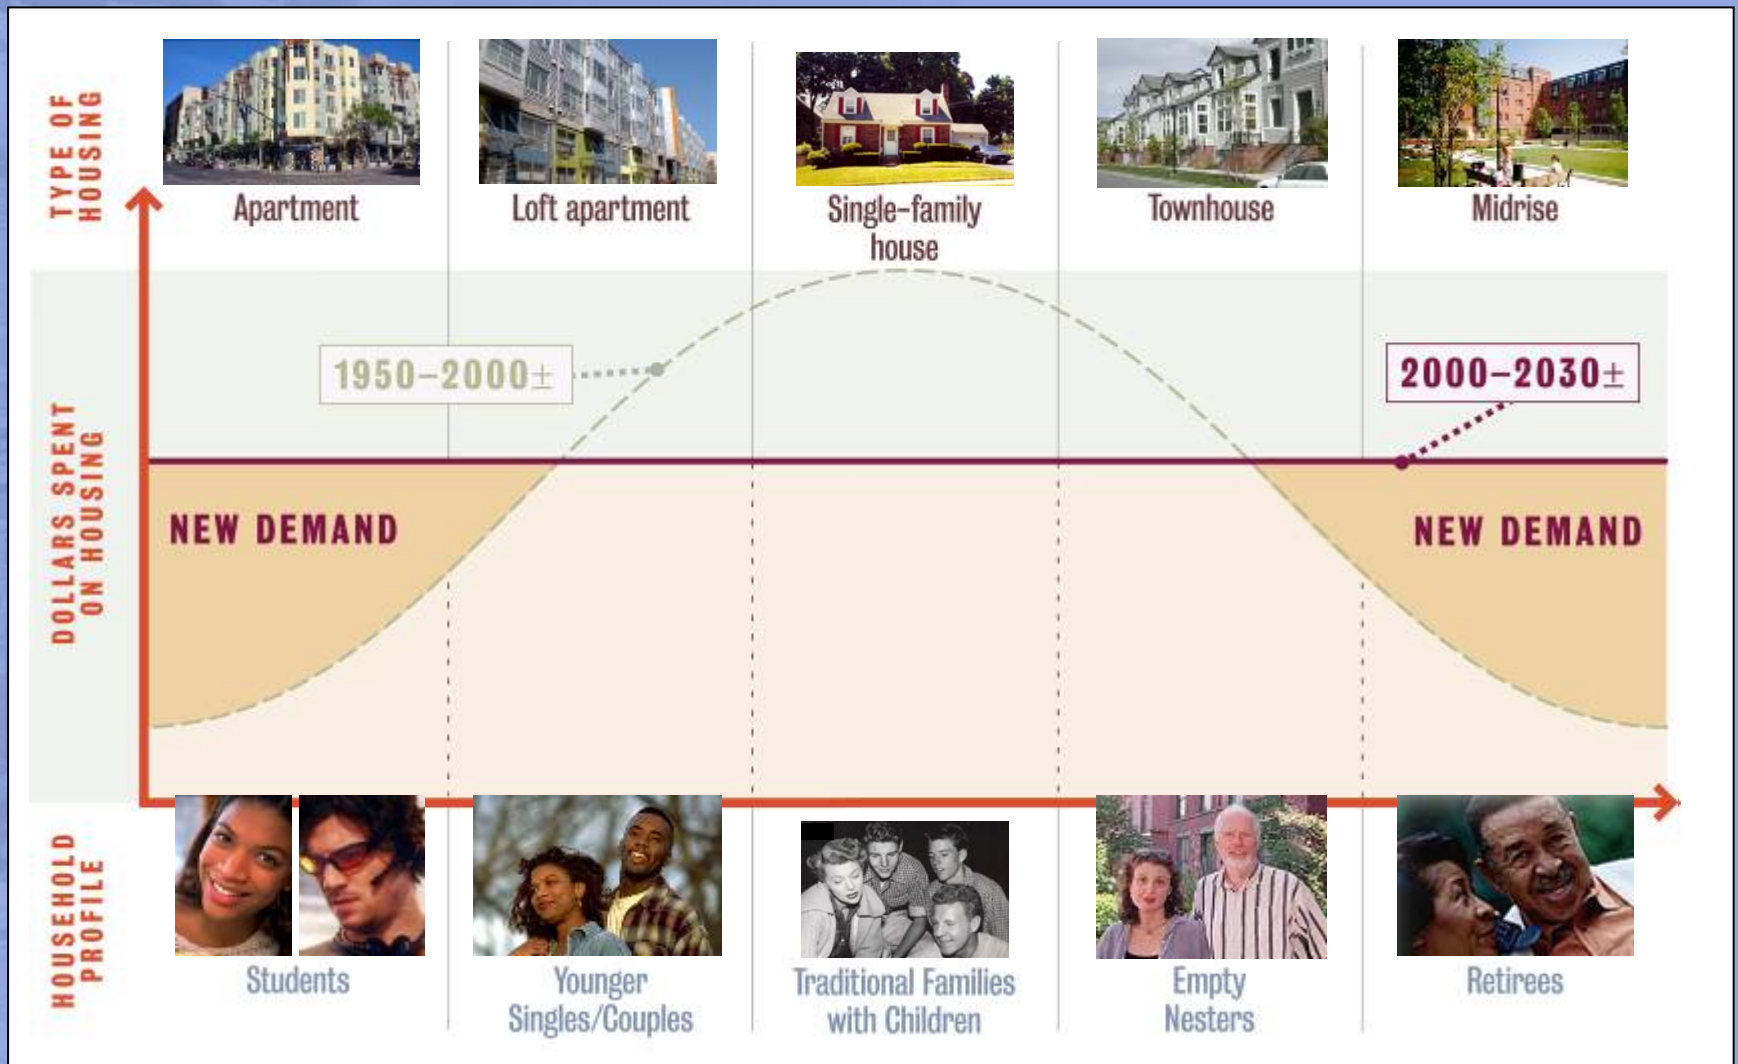 TYPE OF
HOUSING
Apartment
Loft apartment
Single-family
house
Townhouse
Midrise
DOLLARS SPENT
ON HOUSING
1950–2000±
2000–2030±
NEW DEMAND
NEW DEMAND
HOUSEHOLD
PROFILE
Students
Younger
Singles/Couples
Traditional Families
with Children
Empty
Nesters
Retirees